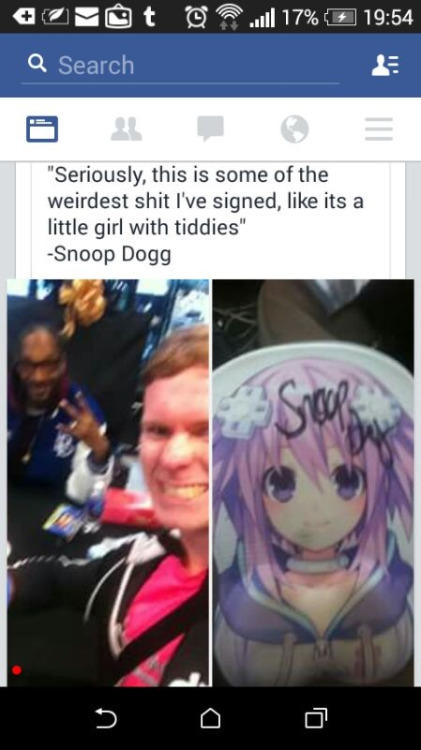 t 17% 19:54
Search
"Seriously, this is some of the
weirdest shit I've signed, like its a
little girl with tiddies"
-Snoop Dogg
Snoop
Dogg